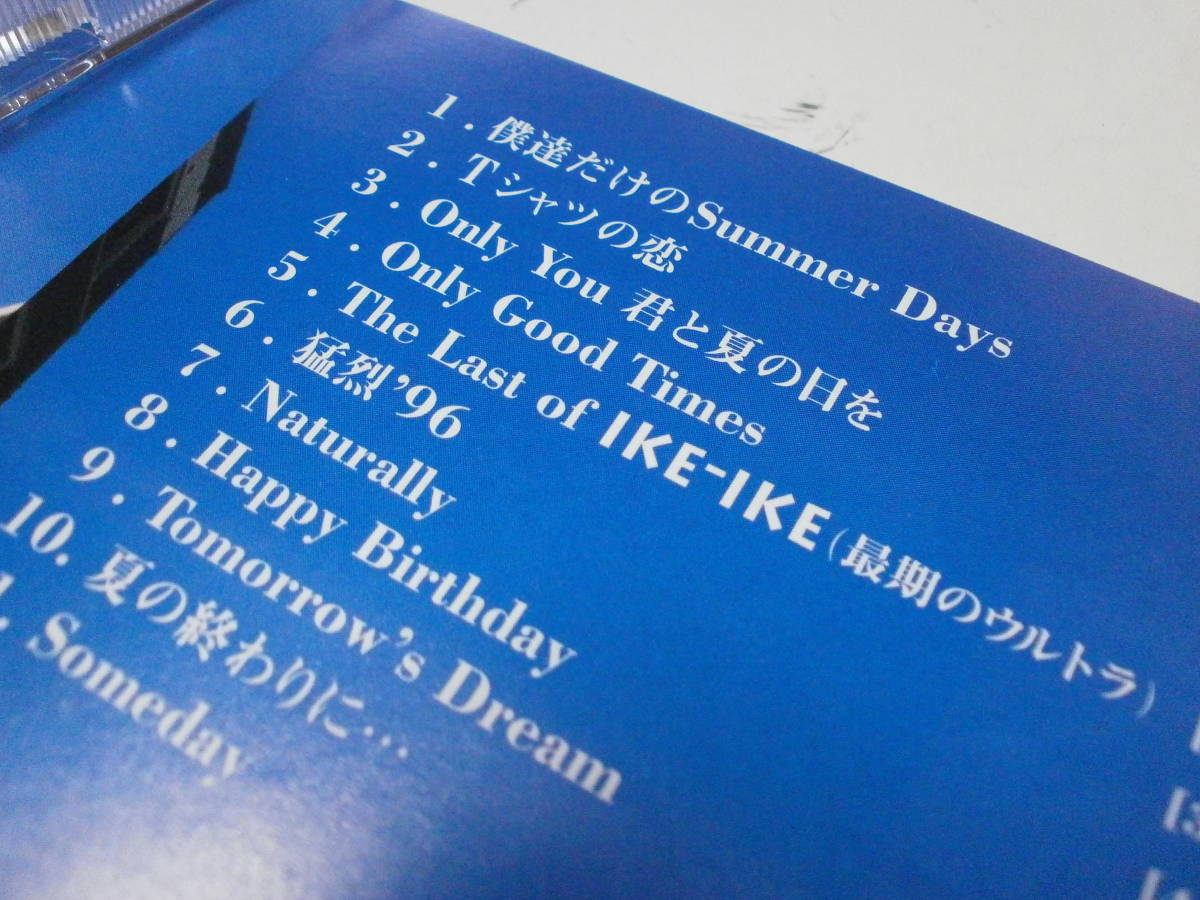 1. 僕達だけのSummer Days
2. Tシャツの恋
3. Only You 君と夏の日を
4. Only Good Times
5. The Last of IKE-IKE (最期のウルトラ)
6. 猛烈'96
7. Naturally
8. Happy Birthday
9. Tomorrow's Dream
10. 夏の終わりに…
1. Someday